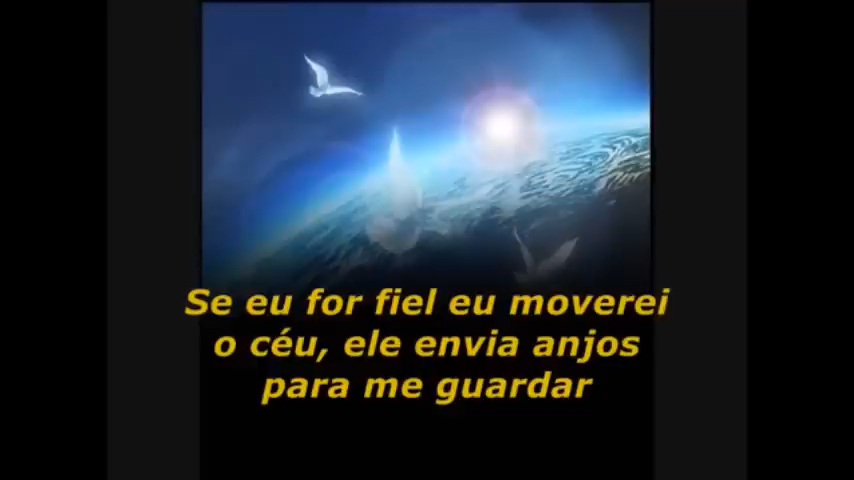 Se eu for fiel eu moverei
o céu, ele envia anjos
para me guardar